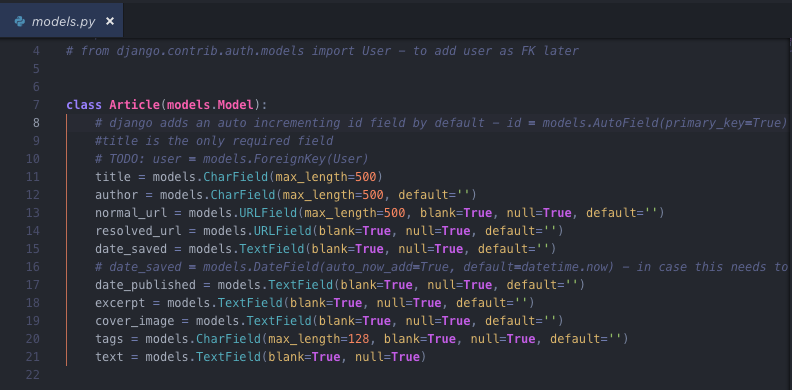 models.py ×
4 # from django.contrib.auth.models import User - to add user as FK later
5
6
7 class Article(models.Model):
8 # django adds an auto incrementing id field by default - id = models.AutoField(primary_key=True)
9 #title is the only required field
10 # TODO: user = models.ForeignKey(User)
11 title = models.CharField(max_length=500)
12 author = models.CharField(max_length=500, default='')
13 normal_url = models.URLField(max_length=500, blank=True, null=True, default='')
14 resolved_url = models.URLField(blank=True, null=True, default='')
15 date_saved = models.TextField(blank=True, null=True, default='')
16 # date_saved = models.DateField(auto_now_add=True, default=datetime.now) - in case this needs to
17 date_published = models.TextField(blank=True, null=True, default='')
18 excerpt = models.TextField(blank=True, null=True, default='')
19 cover_image = models.TextField(blank=True, null=True, default='')
20 tags = models.CharField(max_length=128, blank=True, null=True, default='')
21 text = models.TextField(blank=True, null=True)
22